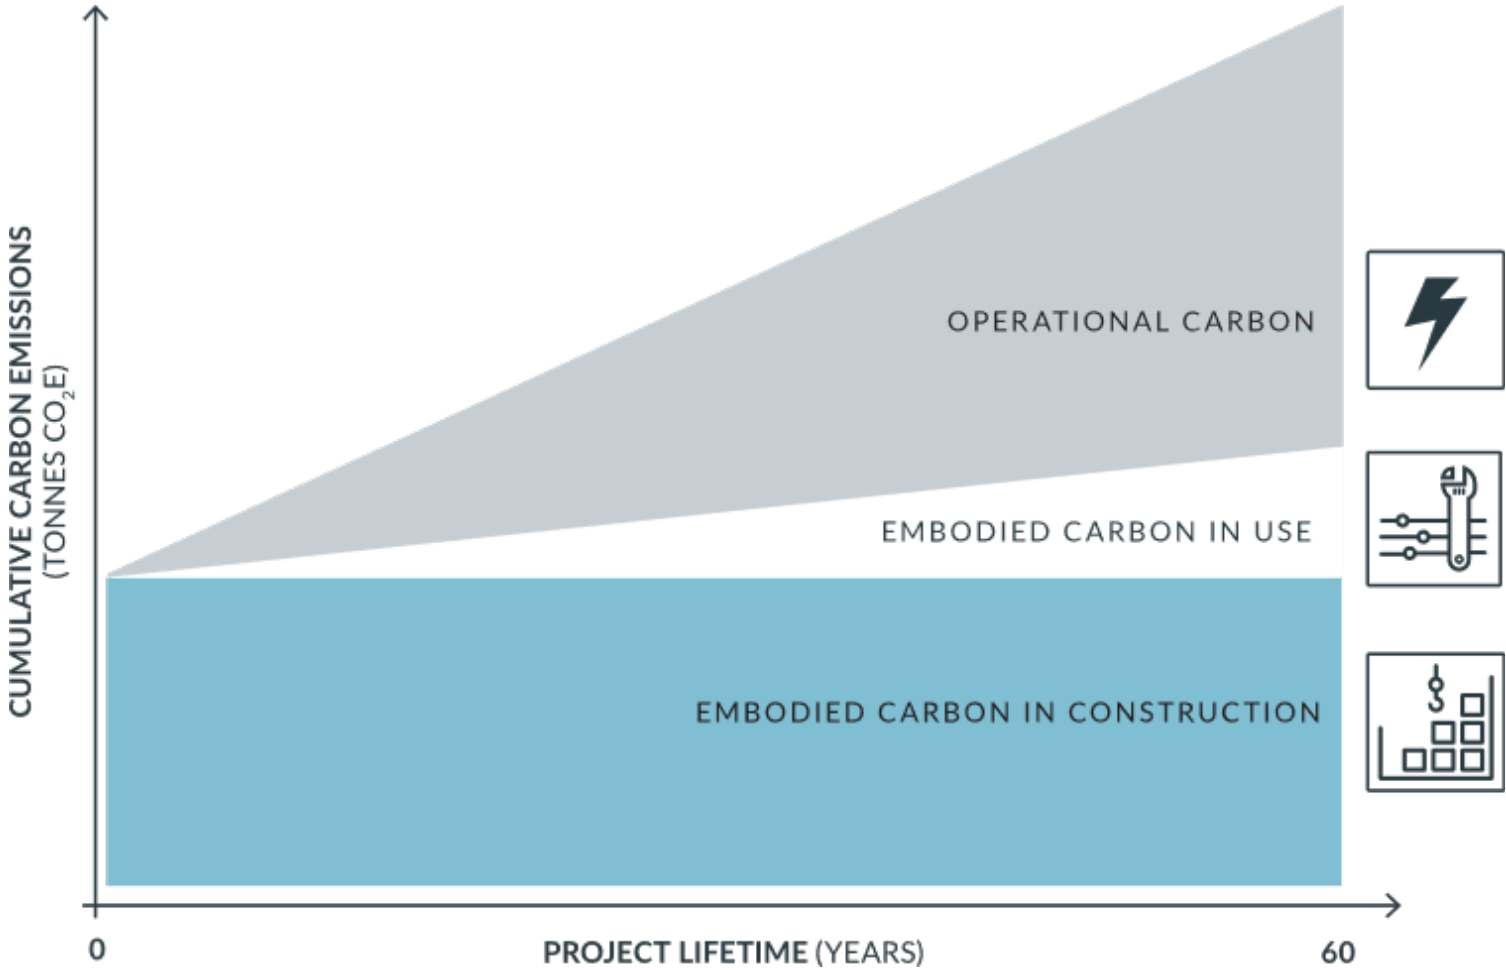 CUMULATIVE CARBON EMISSIONS
(TONNES CO₂E)
OPERATIONAL CARBON
EMBODIED CARBON IN USE
EMBODIED CARBON IN CONSTRUCTION
0
PROJECT LIFETIME (YEARS)
60